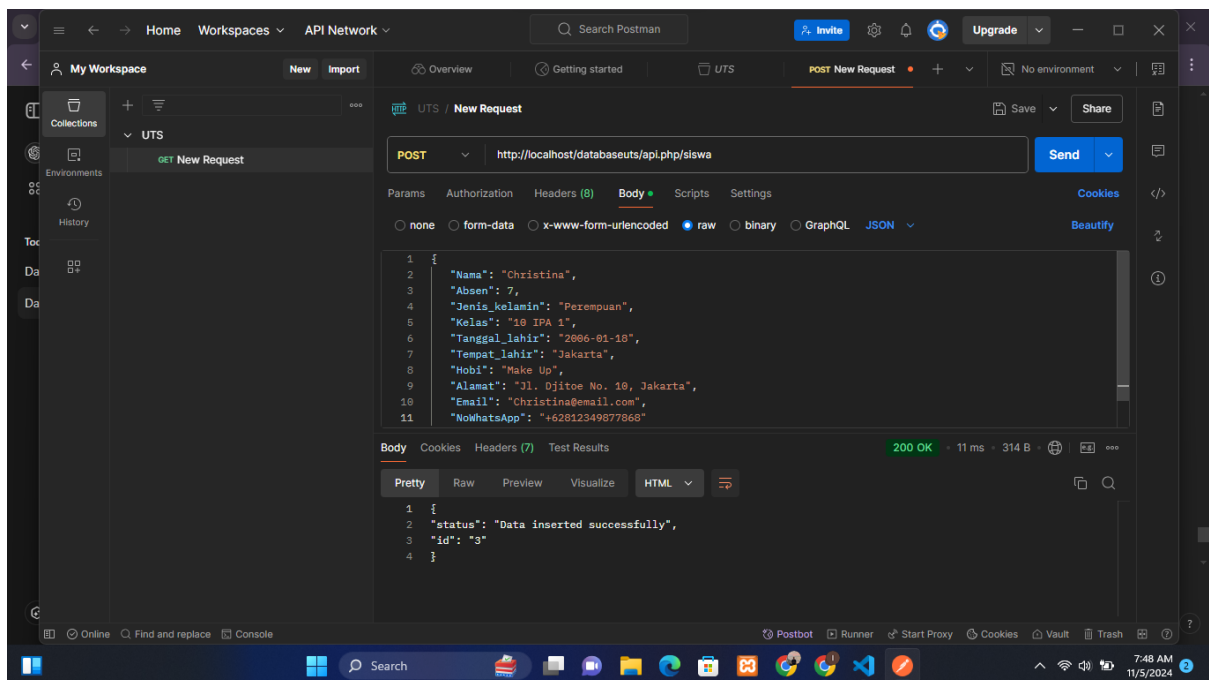 Home Workspaces API Network Search Postman Invite Upgrade
My Workspace New Import Overview Getting started UTS POST New Request No environment
Collections
UTS
GET New Request
Environments
History
UTS / New Request Save Share
POST http://localhost/databaseuts/api.php/siswa Send
Params Authorization Headers (8) Body Scripts Settings Cookies
none form-data x-www-form-urlencoded raw binary GraphQL JSON Beautify
1 {
2 "Nama": "Christina",
3 "Absen": 7,
4 "Jenis_kelamin": "Perempuan",
5 "Kelas": "10 IPA 1",
6 "Tanggal_lahir": "2006-01-18",
7 "Tempat_lahir": "Jakarta",
8 "Hobi": "Make Up",
9 "Alamat": "Jl. Djitoe No. 10, Jakarta",
10 "Email": "Christina@email.com",
11 "NoWhatsApp": "+62812349877868"
Body Cookies Headers (7) Test Results 200 OK 11 ms 314 B
Pretty Raw Preview Visualize HTML
1 {
2 "status": "Data inserted successfully",
3 "id": "3"
4 }
Online Find and replace Console Postbot Runner Start Proxy Cookies Vault Trash
Search 7:48 AM
11/5/2024 2